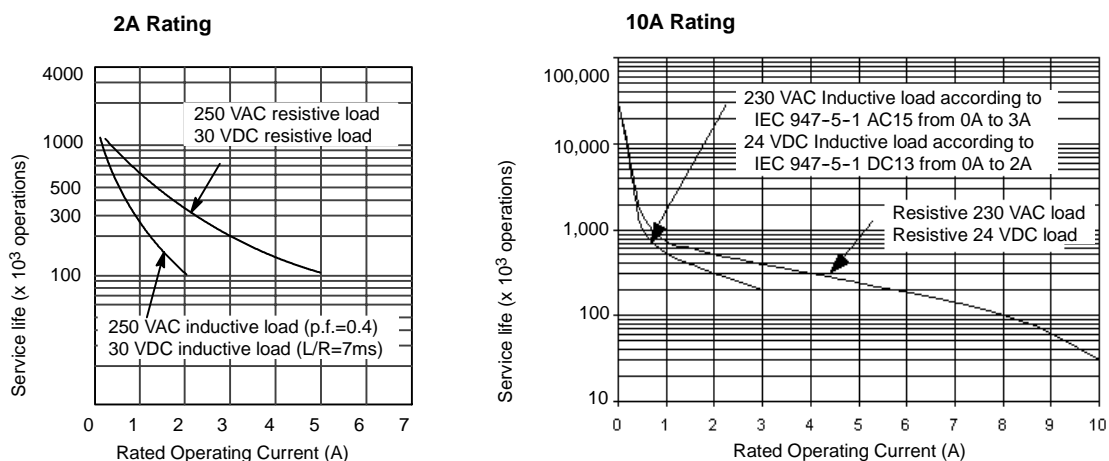 2A Rating
4000
1000
500
300
100
250 VAC resistive load
30 VDC resistive load
250 VAC inductive load (p.f.=0.4)
30 VDC inductive load (L/R=7ms)
Service life (x 10³ operations)
0 1 2 3 4 5 6 7
Rated Operating Current (A)
10A Rating
100,000
10,000
1,000
100
10
230 VAC Inductive load according to
IEC 947-5-1 AC15 from 0A to 3A
24 VDC Inductive load according to
IEC 947-5-1 DC13 from 0A to 2A
Resistive 230 VAC load
Resistive 24 VDC load
Service life (x 10³ operations)
0 1 2 3 4 5 6 7 8 9 10
Rated Operating Current (A)